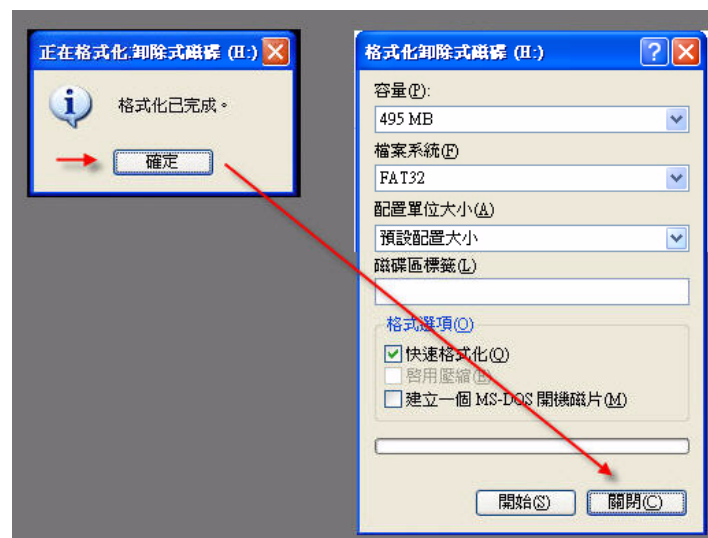 正在格式化 卸除式磁碟 (H:)
格式化已完成。
確定
格式化卸除式磁碟 (H:)
容量(P):
495 MB
檔案系統(F)
FAT32
配置單位大小(A)
預設配置大小
磁碟區標籤(L)
格式選項(O)
快速格式化(Q)
啓用壓縮(E)
建立一個 MS-DOS 開機磁片(M)
開始(S)
關閉(C)